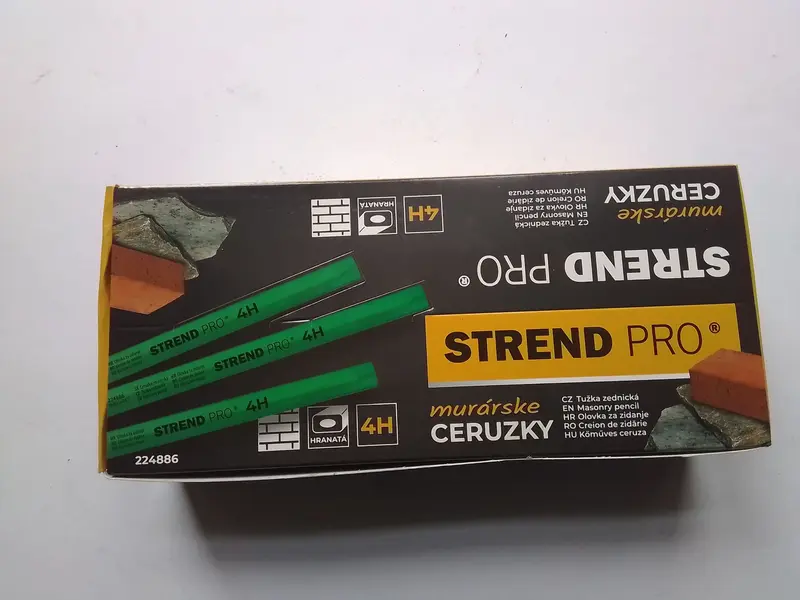 murárske
CERUZKY
CZ Tužka zednická
EN Masonry pencil
HR Olovka za zidanje
RO Creion de zidărie
HU Kőműves ceruza
4H
HRANATÁ
STREND PRO®
STREND PRO® 4H
STREND PRO® 4H
STREND PRO® 4H
STREND PRO®
murárske
CERUZKY
CZ Tužka zednická
EN Masonry pencil
HR Olovka za zidanje
RO Creion de zidărie
HU Kőműves ceruza
HRANATÁ
4H
224886